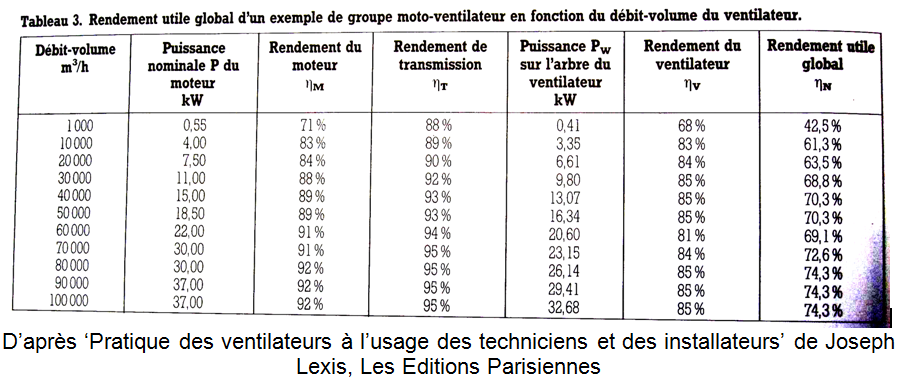 Tableau 3. Rendement utile global d'un exemple de groupe moto-ventilateur en fonction du débit-volume du ventilateur.
Débit-volume m³/h | Puissance nominale P du moteur kW | Rendement du moteur ηM | Rendement de transmission ηT | Puissance Pw sur l'arbre du ventilateur kW | Rendement du ventilateur ηV | Rendement utile global ηN
1 000 | 0,55 | 71 % | 88 % | 0,41 | 68 % | 42,5 %
10 000 | 4,00 | 83 % | 89 % | 3,35 | 83 % | 61,3 %
20 000 | 7,50 | 84 % | 90 % | 6,61 | 84 % | 63,5 %
30 000 | 11,00 | 88 % | 92 % | 9,80 | 85 % | 68,8 %
40 000 | 15,00 | 89 % | 93 % | 13,07 | 85 % | 70,3 %
50 000 | 18,50 | 89 % | 93 % | 16,34 | 85 % | 70,3 %
60 000 | 22,00 | 91 % | 94 % | 20,60 | 81 % | 69,1 %
70 000 | 30,00 | 91 % | 95 % | 23,15 | 84 % | 72,6 %
80 000 | 30,00 | 92 % | 95 % | 26,14 | 85 % | 74,3 %
90 000 | 37,00 | 92 % | 95 % | 29,41 | 85 % | 74,3 %
100 000 | 37,00 | 92 % | 95 % | 32,68 | 85 % | 74,3 %
D'après ‘Pratique des ventilateurs à l'usage des techniciens et des installateurs' de Joseph
Lexis, Les Editions Parisiennes